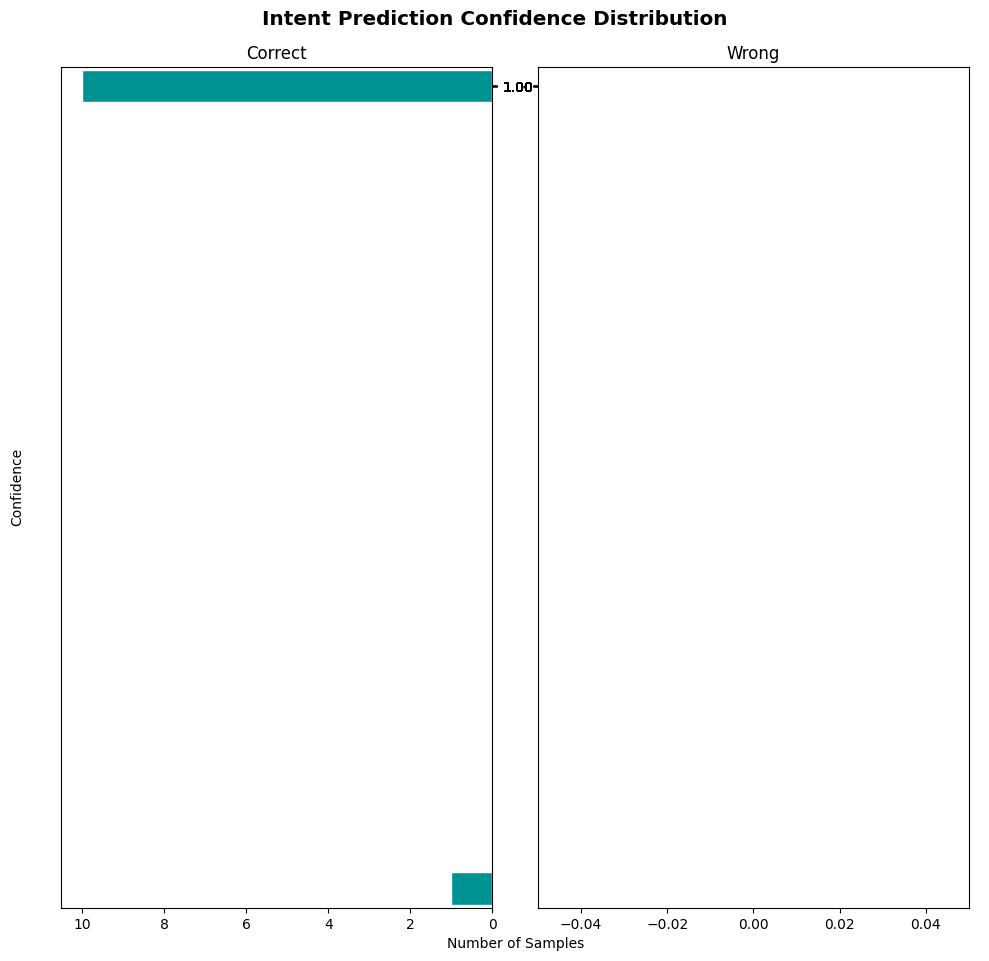 Intent Prediction Confidence Distribution
Correct
Wrong
1.00
Confidence
10 8 6 4 2 0
−0.04 −0.02 0.00 0.02 0.04
Number of Samples